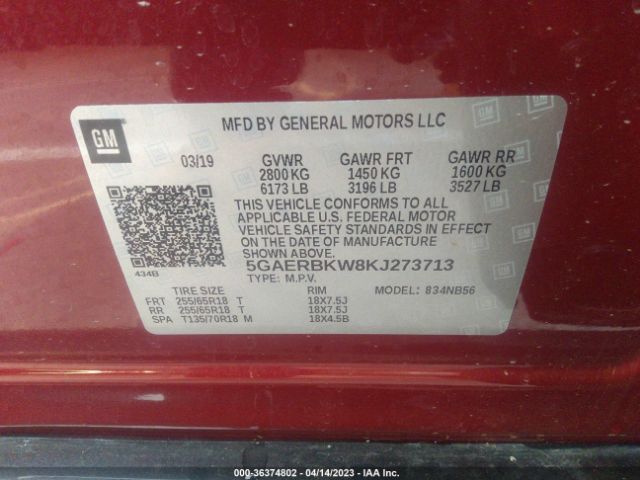 GM
MFD BY GENERAL MOTORS LLC
03/19 GVWR GAWR FRT GAWR RR
2800 KG 1450 KG 1600 KG
6173 LB 3196 LB 3527 LB
THIS VEHICLE CONFORMS TO ALL
APPLICABLE U.S. FEDERAL MOTOR
VEHICLE SAFETY STANDARDS IN EFFECT
ON THE DATE OF MANUFACTURE
SHOWN ABOVE.
434B
5GAERBKW8KJ273713
TYPE: M.P.V.
TIRE SIZE RIM MODEL: 834NB56
FRT 255/65R18 T 18X7.5J
RR 255/65R18 T 18X7.5J
SPA T135/70R18 M 18X4.5B
000-36374802 - 04/14/2023 - IAA Inc.